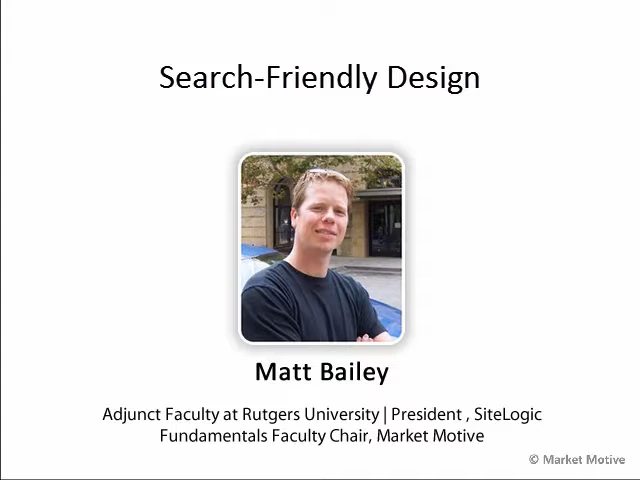 Search-Friendly Design
Matt Bailey
Adjunct Faculty at Rutgers University | President , SiteLogic
Fundamentals Faculty Chair, Market Motive
© Market Motive